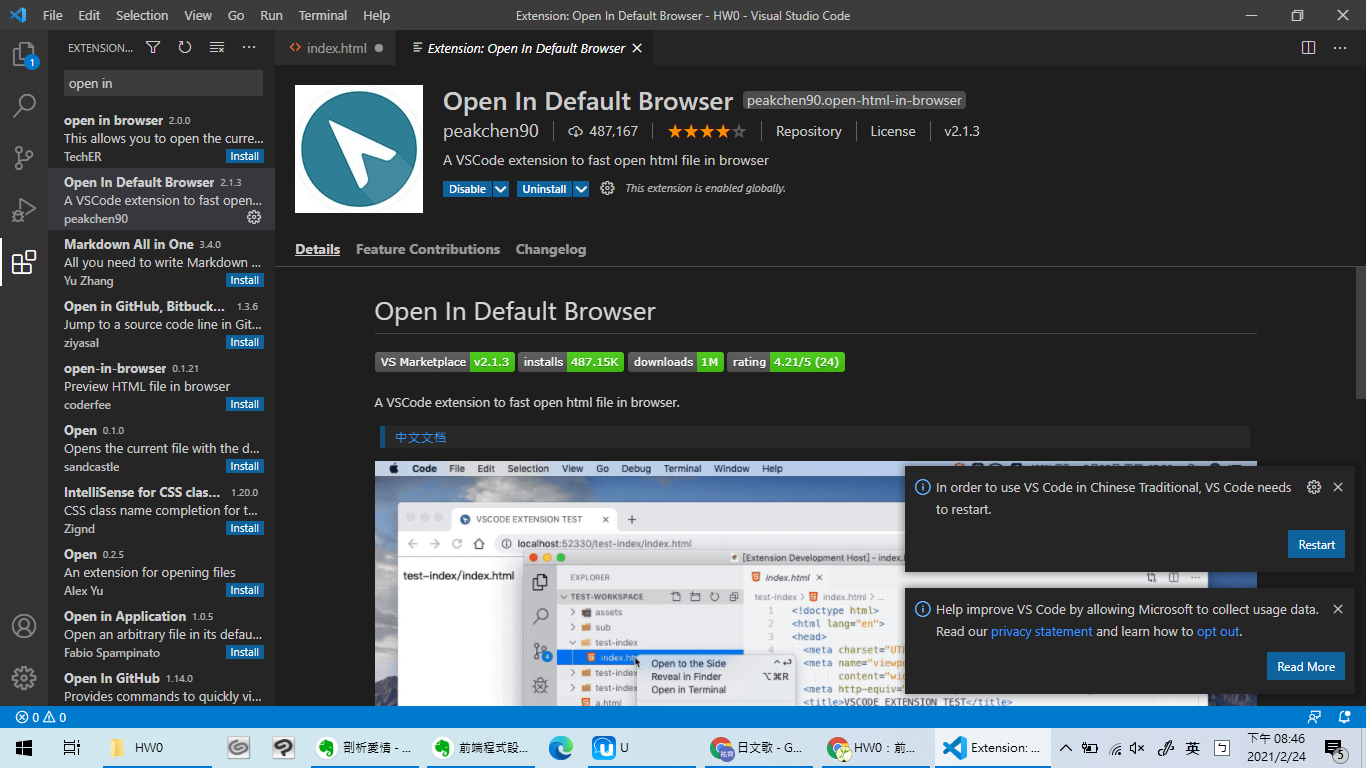 File Edit Selection View Go Run Terminal Help
Extension: Open In Default Browser - HW0 - Visual Studio Code
EXTENSION...
index.html
Extension: Open In Default Browser
1
open in
open in browser 2.0.0
This allows you to open the curre...
TechER Install
Open In Default Browser 2.1.3
A VSCode extension to fast open...
peakchen90
Markdown All in One 3.4.0
All you need to write Markdown ...
Yu Zhang Install
Open in GitHub, Bitbuck... 1.3.6
Jump to a source code line in Git...
ziyasal Install
open-in-browser 0.1.21
Preview HTML file in browser
coderfee Install
Open 0.1.0
Opens the current file with the d...
sandcastle Install
IntelliSense for CSS clas... 1.20.0
CSS class name completion for t...
Zignd Install
Open 0.2.5
An extension for opening files
Alex Yu Install
Open in Application 1.0.5
Open an arbitrary file in its defau...
Fabio Spampinato Install
Open In GitHub 1.14.0
Provides commands to quickly vi...
Open In Default Browser peakchen90.open-html-in-browser
peakchen90 487,167 Repository License v2.1.3
A VSCode extension to fast open html file in browser
Disable Uninstall This extension is enabled globally.
Details Feature Contributions Changelog
Open In Default Browser
VS Marketplace v2.1.3 installs 487.15K downloads 1M rating 4.21/5 (24)
A VSCode extension to fast open html file in browser.
中文文档
Code File Edit Selection View Go Debug Terminal Window Help
VSCODE EXTENSION TEST
localhost:52330/test-index/index.html
[Extension Development Host] - index.
test-index/index.html
EXPLORER
index.html
TEST-WORKSPACE
test-index > index.html > ...
assets
sub
test-index
index.ht
test-index
test-index
a.html
4
Open to the Side
Reveal in Finder ⌥⌘R
Open in Terminal
1 <!doctype html>
2 <html lang="en">
3 <head>
4 <meta charset="UTF
<meta name="viewpo
content="wid
<meta http-equiv="
<title>VSCODE EXTENSION TEST</title>
In order to use VS Code in Chinese Traditional, VS Code needs
to restart.
Restart
Help improve VS Code by allowing Microsoft to collect usage data.
Read our privacy statement and learn how to opt out.
Read More
0 0
HW0
剖析愛情 - ...
前端程式設...
U
日文歌 - G...
HW0：前...
Extension: ...
英
下午 08:46
2021/2/24
5